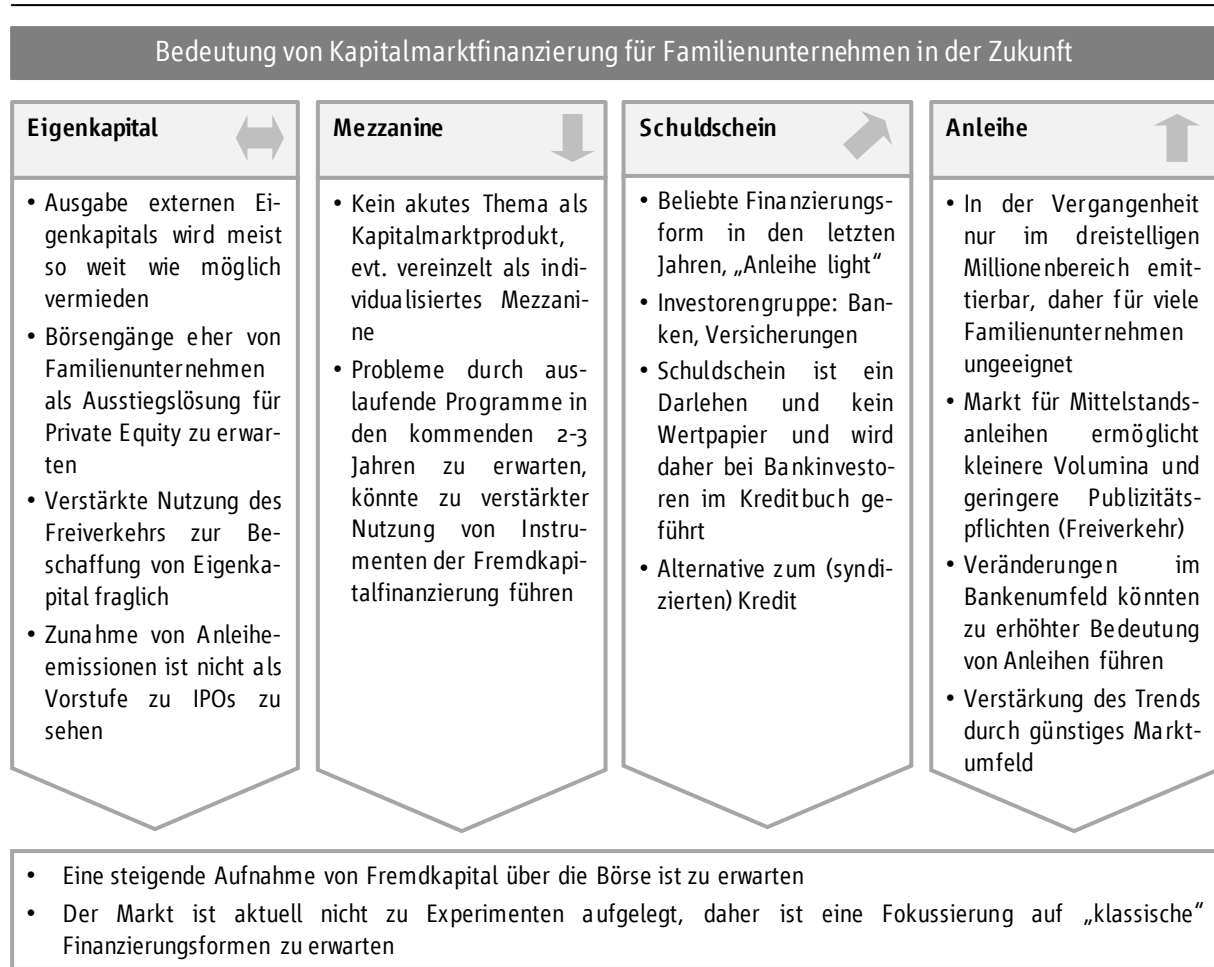 Bedeutung von Kapitalmarktfinanzierung für Familienunternehmen in der Zukunft
Eigenkapital
• Ausgabe externen Ei-
genkapitals wird meist
so weit wie möglich
vermieden
• Börsengänge eher von
Familienunternehmen
als Ausstiegslösung für
Private Equity zu erwar-
ten
• Verstärkte Nutzung des
Freiverkehrs zur Be-
schaffung von Eigenka-
pital fraglich
• Zunahme von Anleihe-
emissionen ist nicht als
Vorstufe zu IPOs zu
sehen
Mezzanine
• Kein akutes Thema als
Kapitalmarktprodukt,
evt. vereinzelt als indi-
vidualisiertes Mezzani-
ne
• Probleme durch aus-
laufende Programme in
den kommenden 2-3
Jahren zu erwarten,
könnte zu verstärkter
Nutzung von Instru-
menten der Fremdkapi-
talfinanzierung führen
Schuldschein
• Beliebte Finanzierungs-
form in den letzten
Jahren, „Anleihe light“
• Investorengruppe: Ban-
ken, Versicherungen
• Schuldschein ist ein
Darlehen und kein
Wertpapier und wird
daher bei Bankinvesto-
ren im Kreditbuch ge-
führt
• Alternative zum (syndi-
zierten) Kredit
Anleihe
• In der Vergangenheit
nur im dreistelligen
Millionenbereich emit-
tierbar, daher für viele
Familienunternehmen
ungeeignet
• Markt für Mittelstands-
anleihen ermöglicht
kleinere Volumina und
geringere Publizitäts-
pflichten (Freiverkehr)
• Veränderungen im
Bankenumfeld könnten
zu erhöhter Bedeutung
von Anleihen führen
• Verstärkung des Trends
durch günstiges Markt-
umfeld
• Eine steigende Aufnahme von Fremdkapital über die Börse ist zu erwarten
• Der Markt ist aktuell nicht zu Experimenten aufgelegt, daher ist eine Fokussierung auf „klassische“
Finanzierungsformen zu erwarten